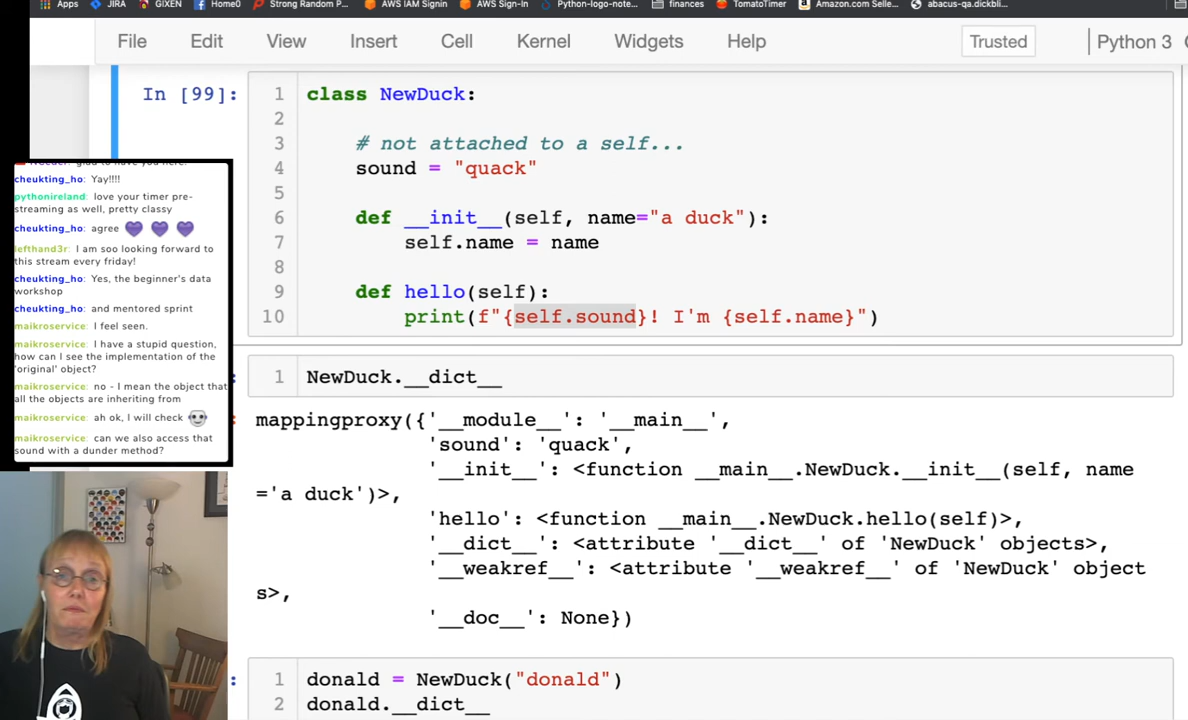 Apps JIRA GIXEN Home0 Strong Random P... AWS IAM Signin AWS Sign-In Python-logo-note... finances TomatoTimer Amazon.com Selle... abacus-qa.dickbli...
File Edit View Insert Cell Kernel Widgets Help Trusted Python 3
In [99]:
1 class NewDuck:
2
3 # not attached to a self...
4 sound = "quack"
5
6 def __init__(self, name="a duck"):
7 self.name = name
8
9 def hello(self):
10 print(f"{self.sound}! I'm {self.name}")
1 NewDuck.__dict__
mappingproxy({'__module__': '__main__',
'sound': 'quack',
'__init__': <function __main__.NewDuck.__init__(self, name
='a duck')>,
'hello': <function __main__.NewDuck.hello(self)>,
'__dict__': <attribute '__dict__' of 'NewDuck' objects>,
'__weakref__': <attribute '__weakref__' of 'NewDuck' object
s>,
'__doc__': None})
1 donald = NewDuck("donald")
2 donald.__dict__
glad to have you here!
cheukting_ho: Yay!!!!
pythonireland: love your timer pre-
streaming as well, pretty classy
cheukting_ho: agree
lefthand3r: I am soo looking forward to
this stream every friday!
cheukting_ho: Yes, the beginner's data
workshop
cheukting_ho: and mentored sprint
maikroservice: I feel seen.
maikroservice: I have a stupid question,
how can I see the implementation of the
'original' object?
maikroservice: no - I mean the object that
all the objects are inheriting from
maikroservice: ah ok, I will check
maikroservice: can we also access that
sound with a dunder method?